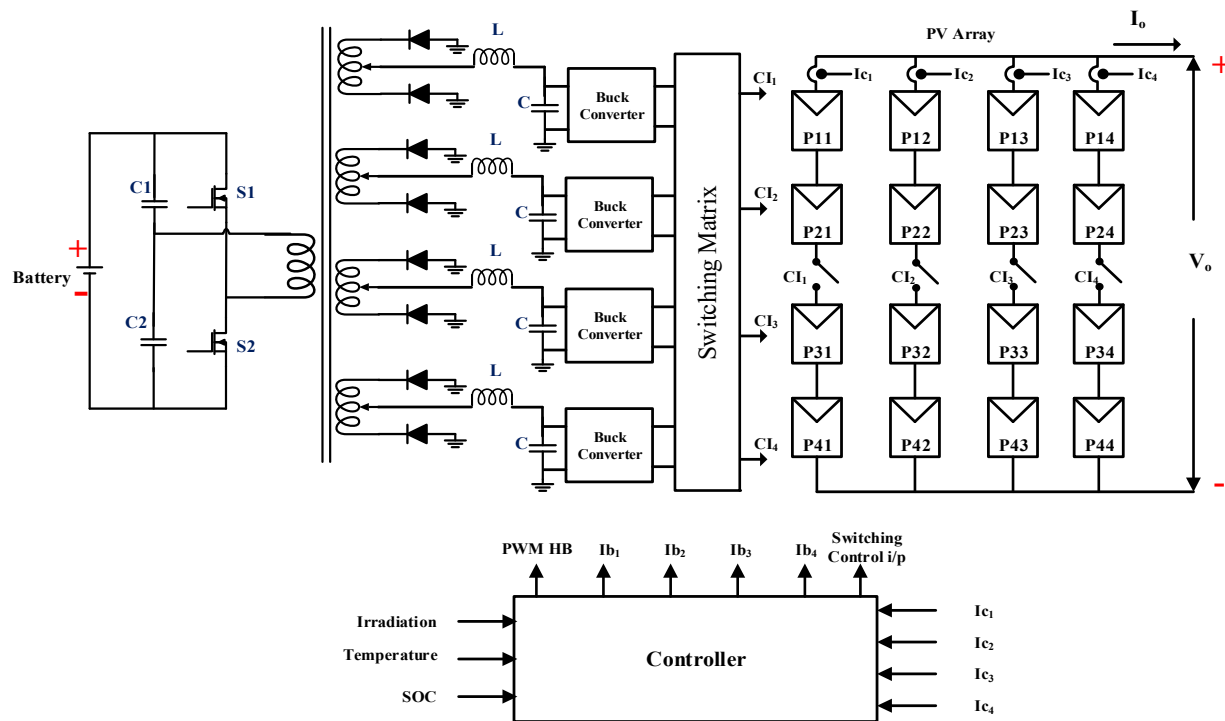 L
PV Array
I₀
CI₁
Ic₁
Ic₂
Ic₃
Ic₄
+
C
Buck
Converter
P11
P12
P13
P14
L
C1
S1
CI₂
C
Buck
Converter
P21
P22
P23
P24
Switching Matrix
+
Battery
-
L
CI₁
CI₂
CI₃
CI₄
Vₒ
C2
S2
C
Buck
Converter
CI₃
P31
P32
P33
P34
L
C
Buck
Converter
CI₄
P41
P42
P43
P44
-
PWM HB
Ib₁
Ib₂
Ib₃
Ib₄
Switching
Control i/p
Irradiation
Temperature
SOC
Controller
Ic₁
Ic₂
Ic₃
Ic₄